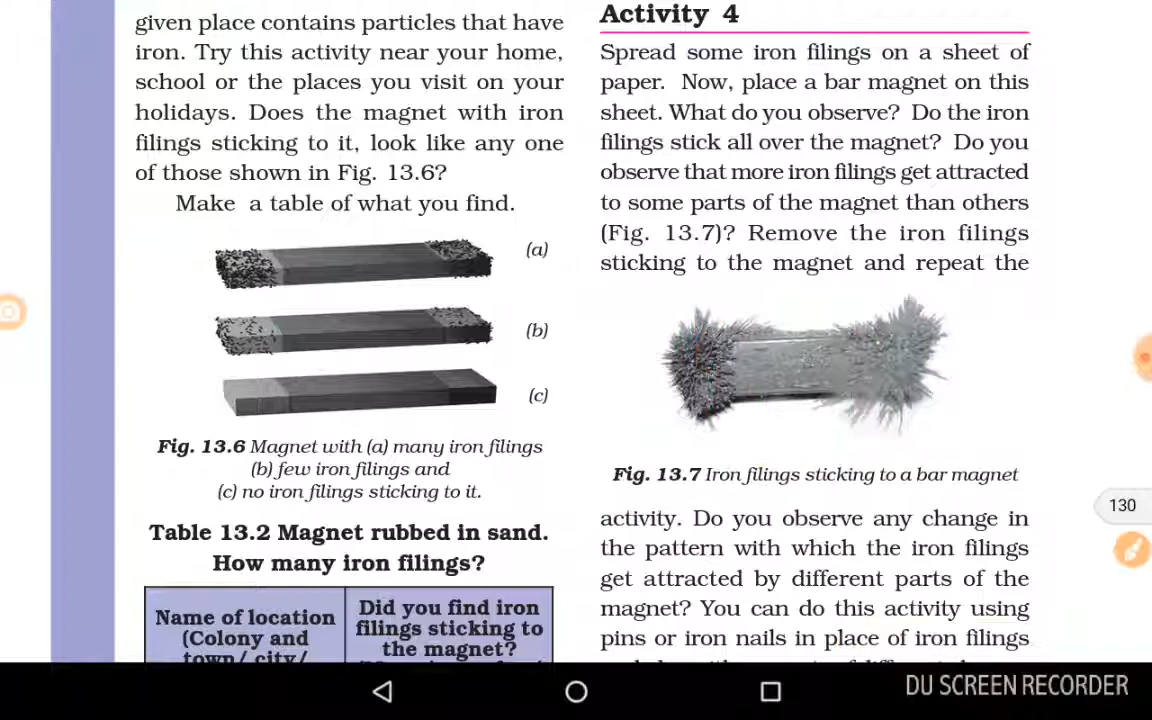 given place contains particles that have
iron. Try this activity near your home,
school or the places you visit on your
holidays. Does the magnet with iron
filings sticking to it, look like any one
of those shown in Fig. 13.6?
Make a table of what you find.
(a)
(b)
(c)
Fig. 13.6 Magnet with (a) many iron filings
(b) few iron filings and
(c) no iron filings sticking to it.
Table 13.2 Magnet rubbed in sand.
How many iron filings?
Name of location
(Colony and
town/ city/
Did you find iron
filings sticking to
the magnet?
Activity 4
Spread some iron filings on a sheet of
paper. Now, place a bar magnet on this
sheet. What do you observe? Do the iron
filings stick all over the magnet? Do you
observe that more iron filings get attracted
to some parts of the magnet than others
(Fig. 13.7)? Remove the iron filings
sticking to the magnet and repeat the
Fig. 13.7 Iron filings sticking to a bar magnet
activity. Do you observe any change in
the pattern with which the iron filings
get attracted by different parts of the
magnet? You can do this activity using
pins or iron nails in place of iron filings
130
DU SCREEN RECORDER